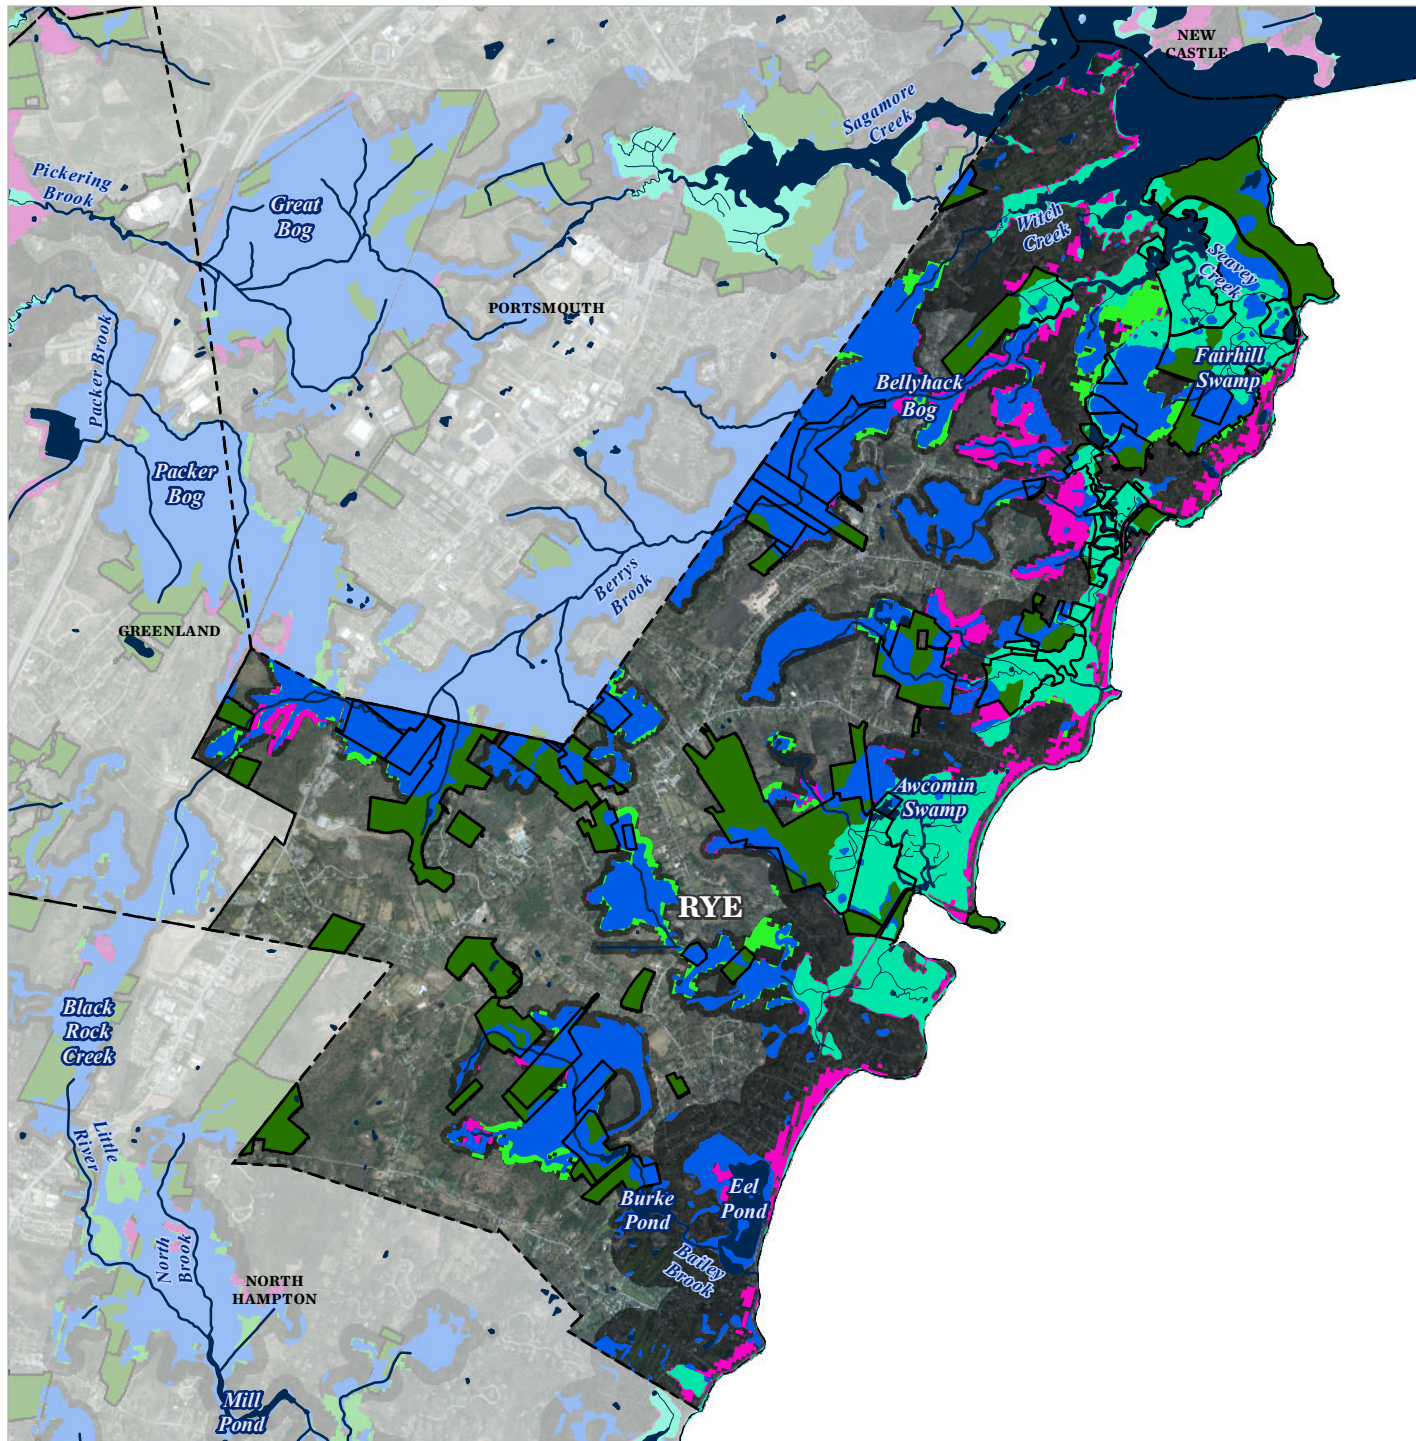 NEW
CASTLE
Sagamore
Creek
Pickering
Brook
Great
Bog
Witch
Creek
Seavey
Creek
PORTSMOUTH
Packer Brook
Fairhill
Swamp
Bellyhack
Bog
Packer
Bog
Berrys
Brook
GREENLAND
Awcomin
Swamp
RYE
Black
Rock
Creek
Little
River
Burke
Pond
Eel
Pond
North
Brook
Bailey
Brook
NORTH
HAMPTON
Mill
Pond